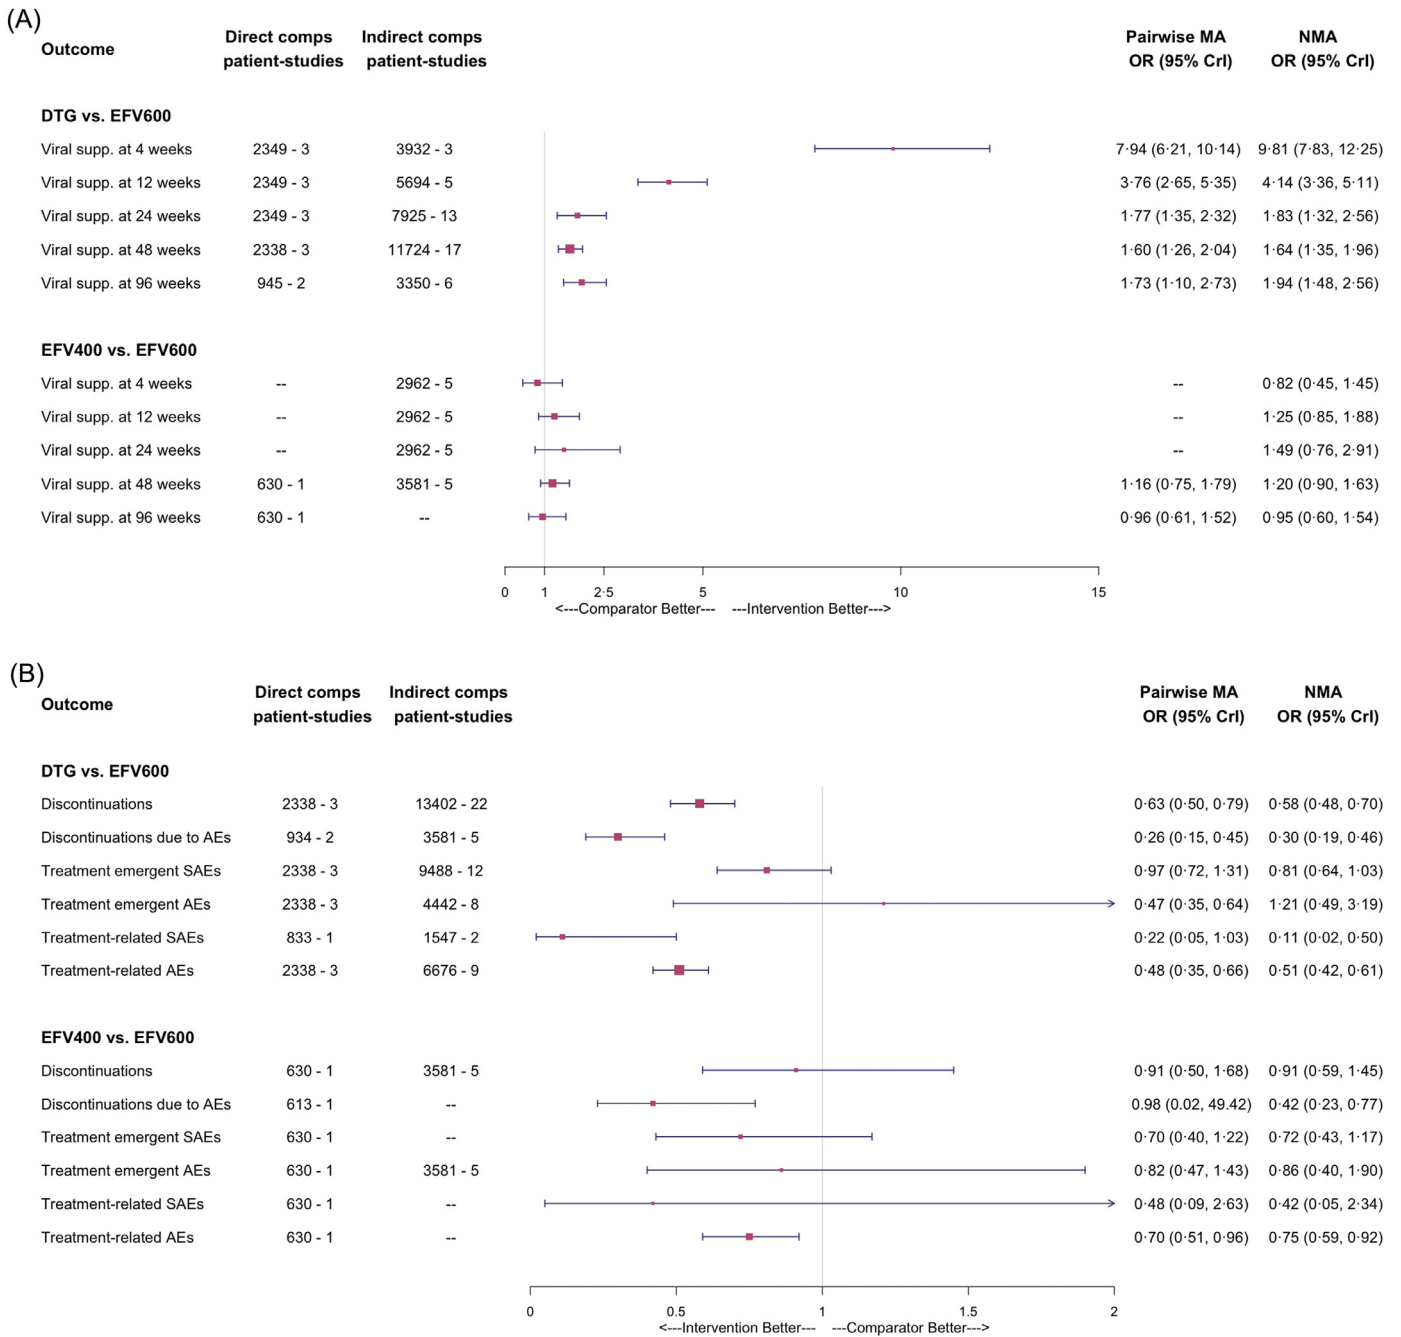 (A)
Outcome Direct comps patient-studies Indirect comps patient-studies Pairwise MA OR (95% CrI) NMA OR (95% CrI)
DTG vs. EFV600
Viral supp. at 4 weeks 2349 - 3 3932 - 3 7·94 (6·21, 10·14) 9·81 (7·83, 12·25)
Viral supp. at 12 weeks 2349 - 3 5694 - 5 3·76 (2·65, 5·35) 4·14 (3·36, 5·11)
Viral supp. at 24 weeks 2349 - 3 7925 - 13 1·77 (1·35, 2·32) 1·83 (1·32, 2·56)
Viral supp. at 48 weeks 2338 - 3 11724 - 17 1·60 (1·26, 2·04) 1·64 (1·35, 1·96)
Viral supp. at 96 weeks 945 - 2 3350 - 6 1·73 (1·10, 2·73) 1·94 (1·48, 2·56)
EFV400 vs. EFV600
Viral supp. at 4 weeks -- 2962 - 5 -- 0·82 (0·45, 1·45)
Viral supp. at 12 weeks -- 2962 - 5 -- 1·25 (0·85, 1·88)
Viral supp. at 24 weeks -- 2962 - 5 -- 1·49 (0·76, 2·91)
Viral supp. at 48 weeks 630 - 1 3581 - 5 1·16 (0·75, 1·79) 1·20 (0·90, 1·63)
Viral supp. at 96 weeks 630 - 1 -- 0·96 (0·61, 1·52) 0·95 (0·60, 1·54)
0 1 2·5 5 10 15
<---Comparator Better--- ---Intervention Better--->
(B)
Outcome Direct comps patient-studies Indirect comps patient-studies Pairwise MA OR (95% CrI) NMA OR (95% CrI)
DTG vs. EFV600
Discontinuations 2338 - 3 13402 - 22 0·63 (0·50, 0·79) 0·58 (0·48, 0·70)
Discontinuations due to AEs 934 - 2 3581 - 5 0·26 (0·15, 0·45) 0·30 (0·19, 0·46)
Treatment emergent SAEs 2338 - 3 9488 - 12 0·97 (0·72, 1·31) 0·81 (0·64, 1·03)
Treatment emergent AEs 2338 - 3 4442 - 8 0·47 (0·35, 0·64) 1·21 (0·49, 3·19)
Treatment-related SAEs 833 - 1 1547 - 2 0·22 (0·05, 1·03) 0·11 (0·02, 0·50)
Treatment-related AEs 2338 - 3 6676 - 9 0·48 (0·35, 0·66) 0·51 (0·42, 0·61)
EFV400 vs. EFV600
Discontinuations 630 - 1 3581 - 5 0·91 (0·50, 1·68) 0·91 (0·59, 1·45)
Discontinuations due to AEs 613 - 1 -- 0.98 (0.02, 49.42) 0·42 (0·23, 0·77)
Treatment emergent SAEs 630 - 1 -- 0·70 (0·40, 1·22) 0·72 (0·43, 1·17)
Treatment emergent AEs 630 - 1 3581 - 5 0·82 (0·47, 1·43) 0·86 (0·40, 1·90)
Treatment-related SAEs 630 - 1 -- 0·48 (0·09, 2·63) 0·42 (0·05, 2·34)
Treatment-related AEs 630 - 1 -- 0·70 (0·51, 0·96) 0·75 (0·59, 0·92)
0 0.5 1 1.5 2
<---Intervention Better--- ---Comparator Better--->